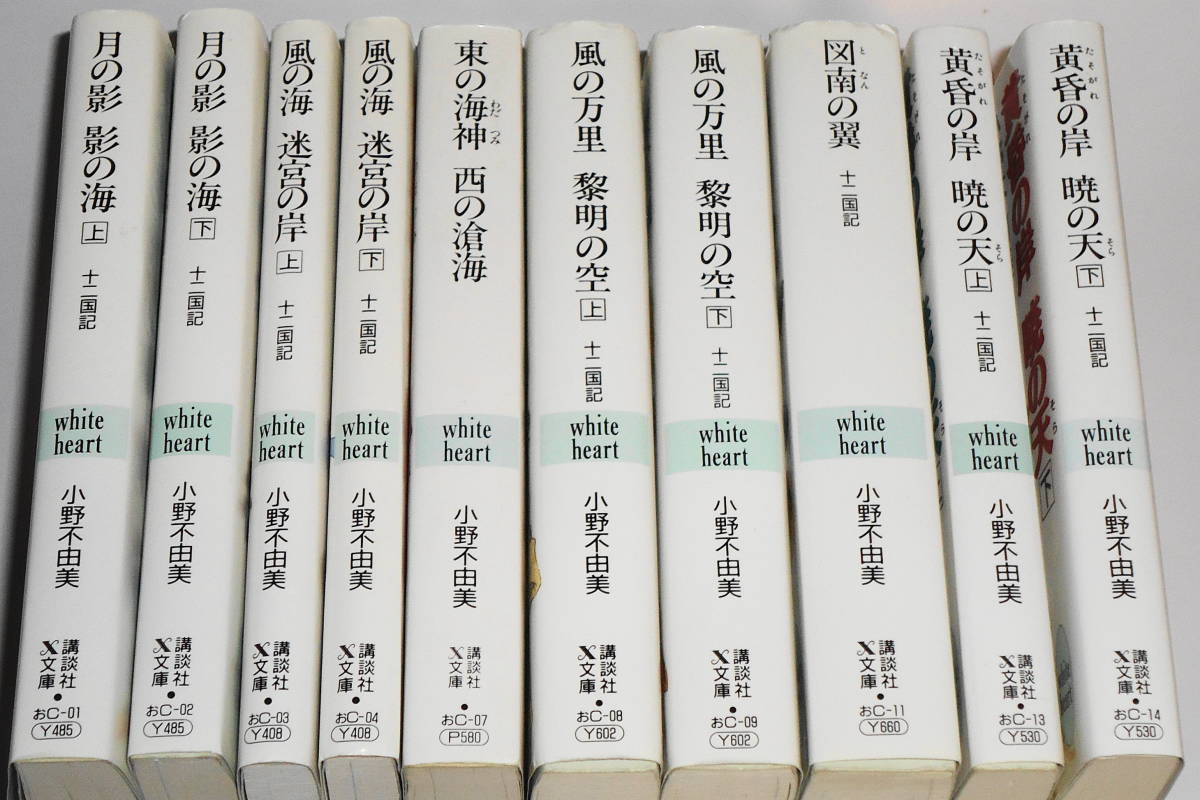 月の影 影の海 上
十二国記
white
heart
小野不由美
講談社
X文庫
おC-01
Y485
月の影 影の海 下
十二国記
white
heart
小野不由美
講談社
X文庫
おC-02
Y485
風の海 迷宮の岸 上
十二国記
white
heart
小野不由美
講談社
X文庫
おC-03
Y408
風の海 迷宮の岸 下
十二国記
white
heart
小野不由美
講談社
X文庫
おC-04
Y408
東の海神 西の滄海
わだ つみ
十二国記
white
heart
小野不由美
講談社
X文庫
おC-07
P580
風の万里 黎明の空 上
十二国記
white
heart
小野不由美
講談社
X文庫
おC-08
Y602
風の万里 黎明の空 下
十二国記
white
heart
小野不由美
講談社
X文庫
おC-09
Y602
図南の翼
と なん
十二国記
white
heart
小野不由美
講談社
X文庫
おC-11
Y660
黄昏の岸 暁の天 上
たそがれ
そら
十二国記
white
heart
小野不由美
講談社
X文庫
おC-13
Y530
黄昏の岸 暁の天 下
たそがれ
そら
十二国記
white
heart
小野不由美
講談社
X文庫
おC-14
Y530